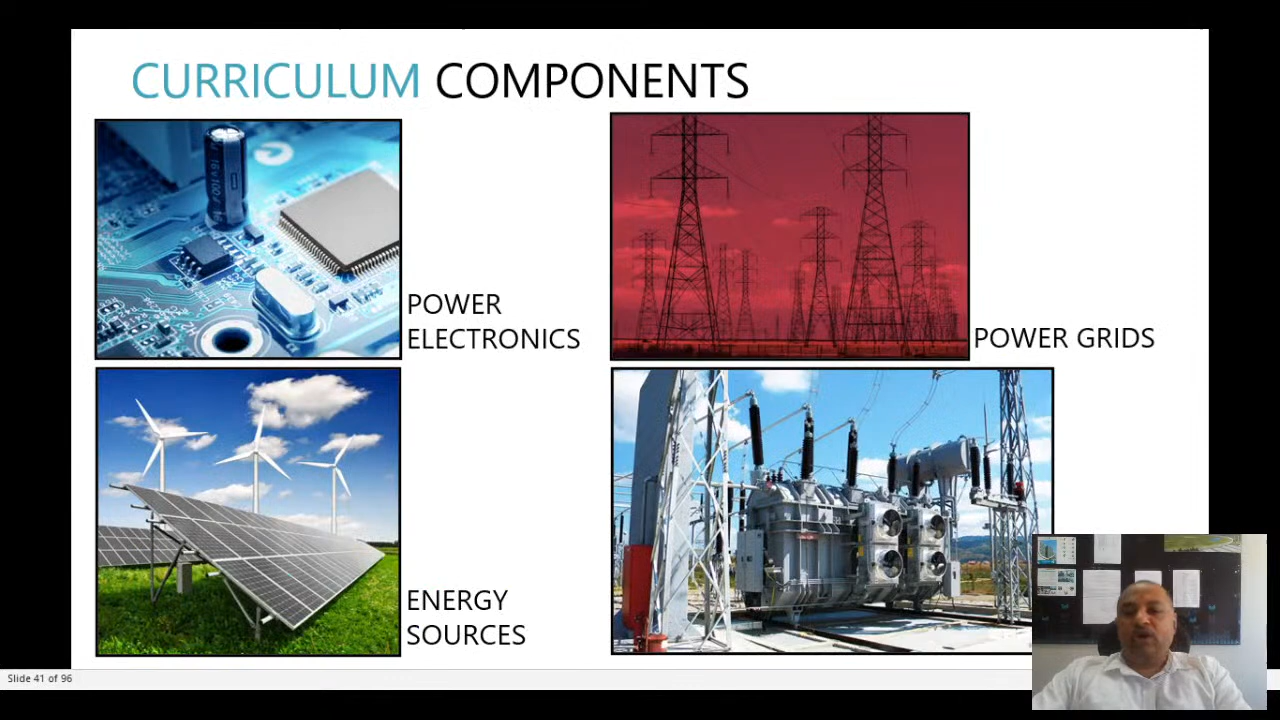 CURRICULUM COMPONENTS
POWER
ELECTRONICS
POWER GRIDS
ENERGY
SOURCES
Slide 41 of 96